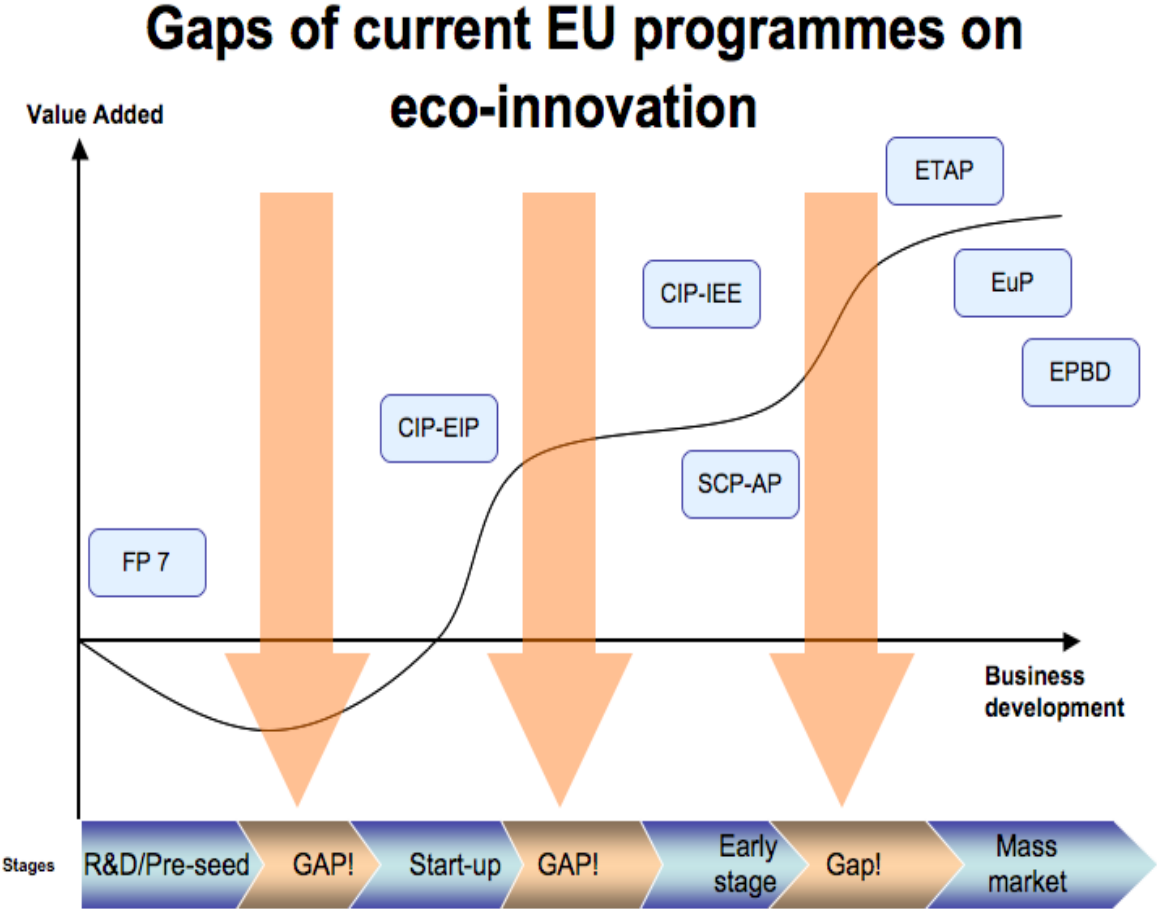 Gaps of current EU programmes on
eco-innovation
Value Added
ETAP
EuP
CIP-IEE
EPBD
CIP-EIP
SCP-AP
FP 7
Business
development
Stages
R&D/Pre-seed
GAP!
Start-up
GAP!
Early
stage
Gap!
Mass
market